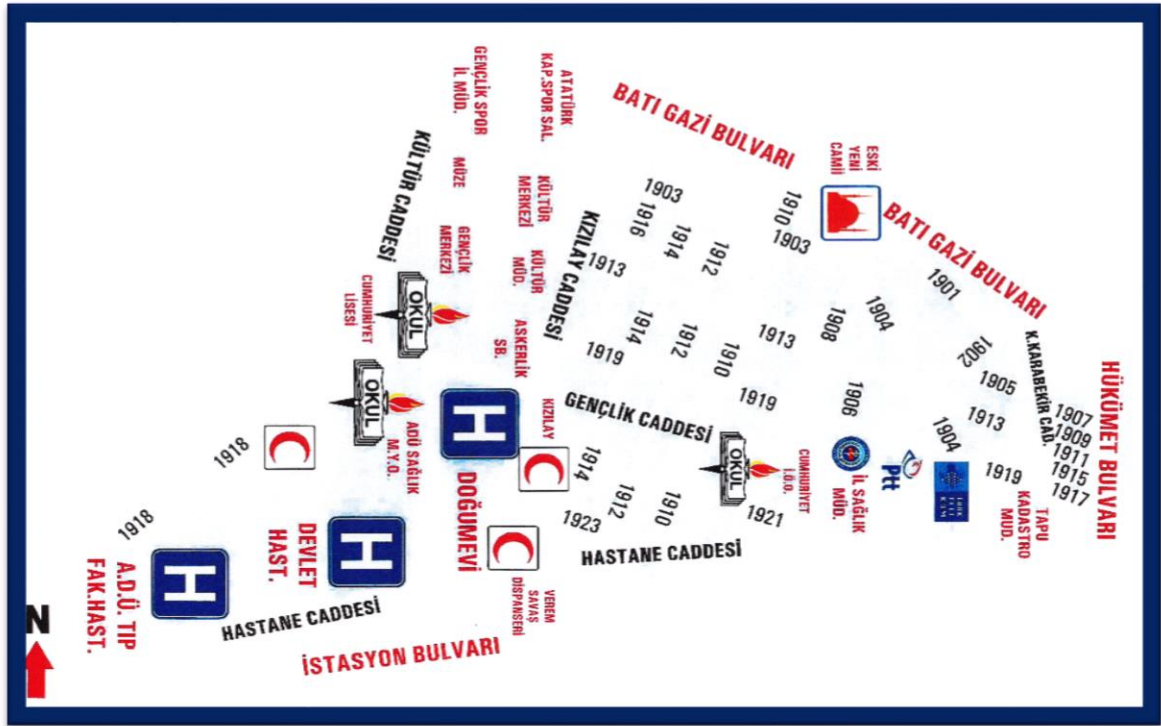 GENÇLİK SPOR
İL MÜD.
ATATÜRK
KAP.SPOR SAL.
BATI GAZİ BULVARI
KÜLTÜR CADDESİ
MÜZE
KÜLTÜR
MERKEZİ
GENÇLİK
MERKEZİ
KÜLTÜR
MÜD.
KIZILAY CADDESİ
1903
1916
1914
1912
1913
1910
1903
ESKİ
YENİ
CAMİİ
BATI GAZİ BULVARI
1901
CUMHURİYET
LİSESİ
OKUL
ASKERLİK
SB.
1914
1912
1910
1919
1913
1908
1904
1902
1905
K.KARABEKİR CAD.
HÜKÜMET BULVARI
1907
1909
1911
1915
1917
OKUL
ADÜ SAĞLIK
M.Y.O.
H
DOĞUMEVİ
KIZILAY
GENÇLİK CADDESİ
1919
1906
1913
1904
1919
TAPU
KADASTRO
MUD.
1918
1914
1912
1910
1923
OKUL
CUMHURİYET
İ.Ö.O.
1921
İL SAĞLIK
MÜD.
Ptt
TÜRK
TELE
KOM
HASTANE CADDESİ
1918
H
A.D.Ü. TIP
FAK.HAST.
H
DEVLET
HAST.
VEREM
SAVAŞ
DİSPANSERİ
HASTANE CADDESİ
İSTASYON BULVARI
N